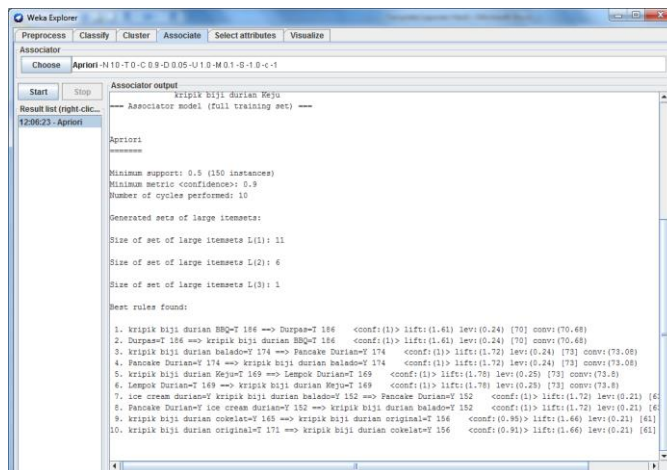 Weka Explorer
Preprocess Classify Cluster Associate Select attributes Visualize
Associator
Choose Apriori -N 10 -T 0 -C 0.9 -D 0.05 -U 1.0 -M 0.1 -S -1.0 -c -1
Start Stop
Result list (right-clic...
12:06:23 - Apriori
Associator output
kripik biji durian Keju
=== Associator model (full training set) ===
Apriori
=======
Minimum support: 0.5 (150 instances)
Minimum metric <confidence>: 0.9
Number of cycles performed: 10
Generated sets of large itemsets:
Size of set of large itemsets L(1): 11
Size of set of large itemsets L(2): 6
Size of set of large itemsets L(3): 1
Best rules found:
1. kripik biji durian BBQ=T 186 ==> Durpas=T 186 <conf:(1)> lift:(1.61) lev:(0.24) [70] conv:(70.68)
2. Durpas=T 186 ==> kripik biji durian BBQ=T 186 <conf:(1)> lift:(1.61) lev:(0.24) [70] conv:(70.68)
3. kripik biji durian balado=Y 174 ==> Pancake Durian=Y 174 <conf:(1)> lift:(1.72) lev:(0.24) [73] conv:(73.08)
4. Pancake Durian=Y 174 ==> kripik biji durian balado=Y 174 <conf:(1)> lift:(1.72) lev:(0.24) [73] conv:(73.08)
5. kripik biji durian Keju=T 169 ==> Lempok Durian=T 169 <conf:(1)> lift:(1.78) lev:(0.25) [73] conv:(73.8)
6. Lempok Durian=T 169 ==> kripik biji durian Keju=T 169 <conf:(1)> lift:(1.78) lev:(0.25) [73] conv:(73.8)
7. ice cream durian=Y kripik biji durian balado=Y 152 ==> Pancake Durian=Y 152 <conf:(1)> lift:(1.72) lev:(0.21) [6
8. Pancake Durian=Y ice cream durian=Y 152 ==> kripik biji durian balado=Y 152 <conf:(1)> lift:(1.72) lev:(0.21) [6
9. kripik biji durian cokelat=Y 165 ==> kripik biji durian original=T 156 <conf:(0.95)> lift:(1.66) lev:(0.21) [61]
10. kripik biji durian original=T 171 ==> kripik biji durian cokelat=Y 156 <conf:(0.91)> lift:(1.66) lev:(0.21) [61]